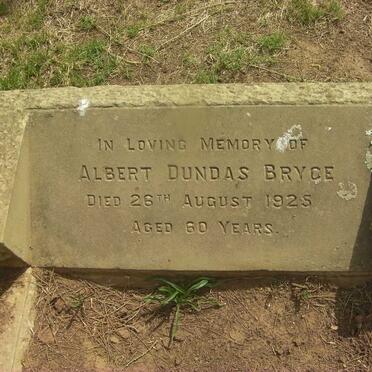 In Loving Memory of
Albert Dundas Bryce
Died 26th August 1925
Aged 60 Years.